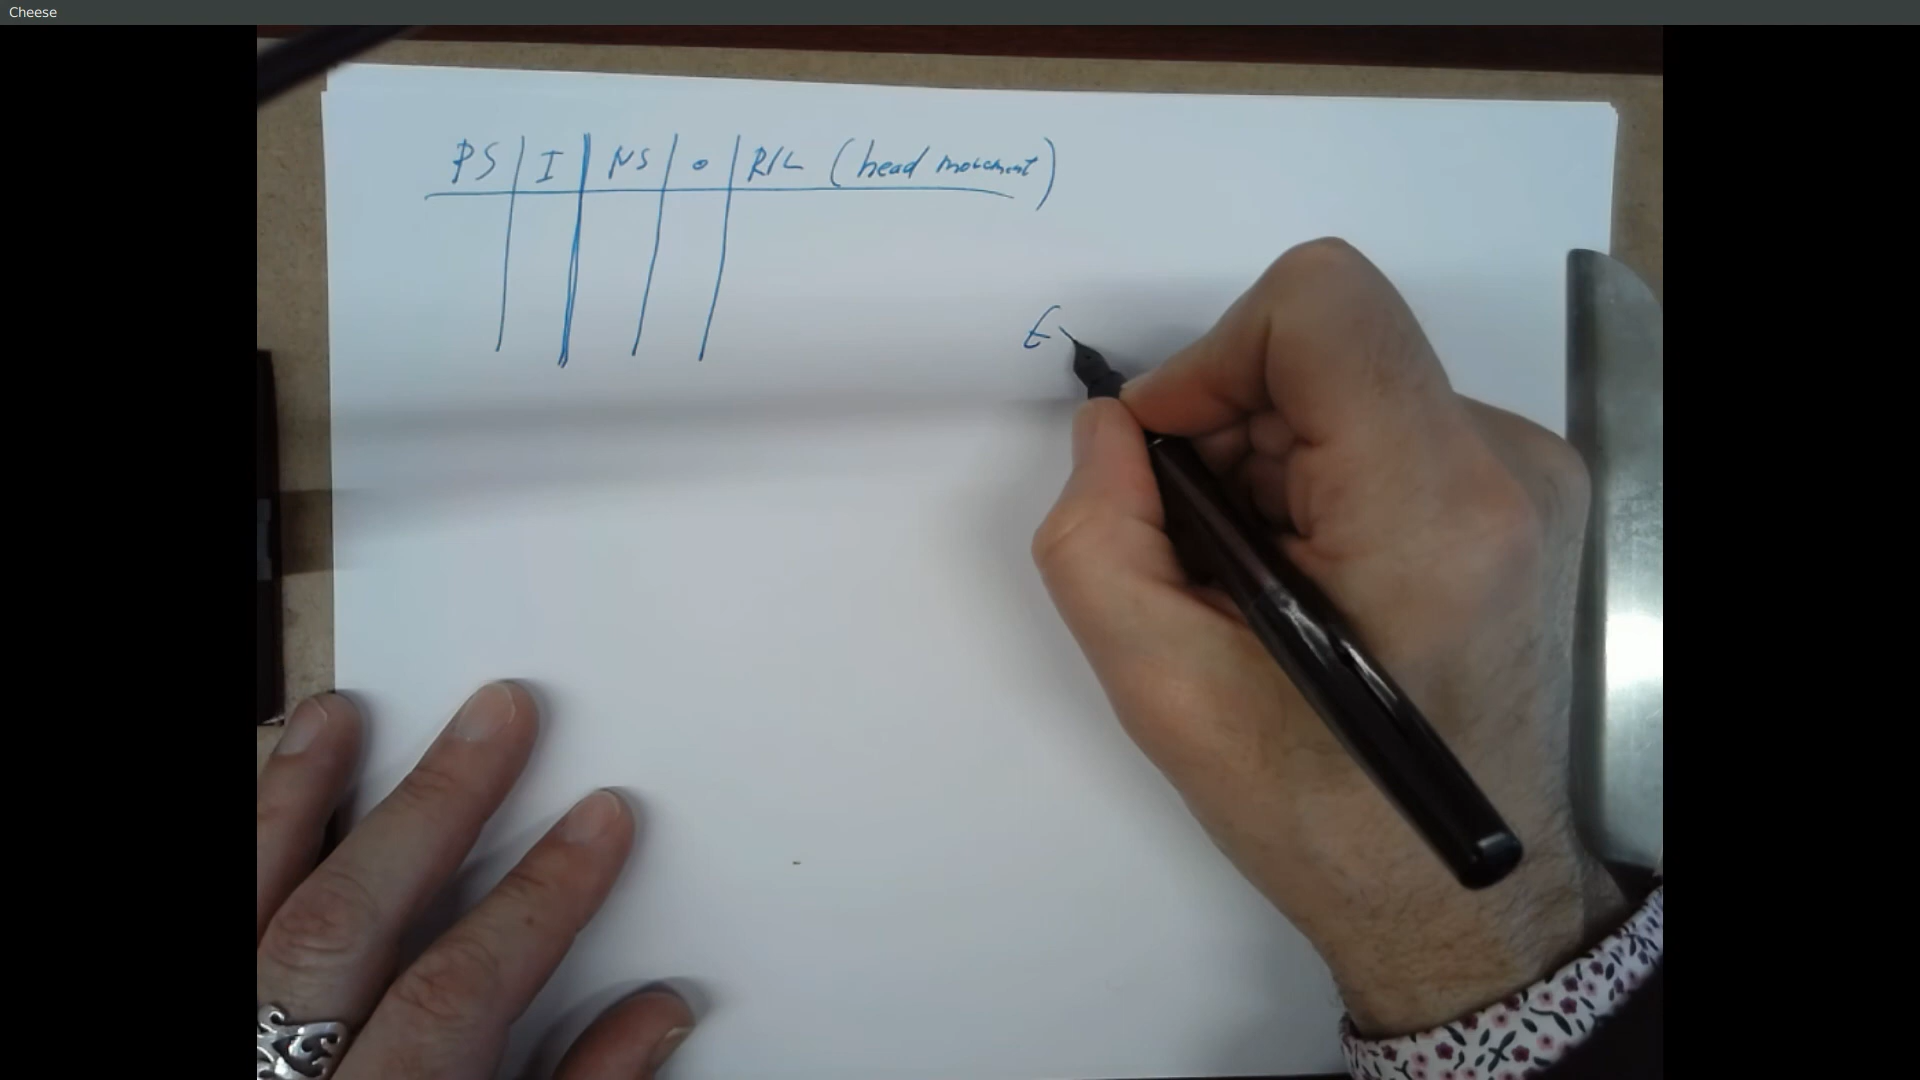 Cheese
PS | I | NS | o | R/L (head movement)
E